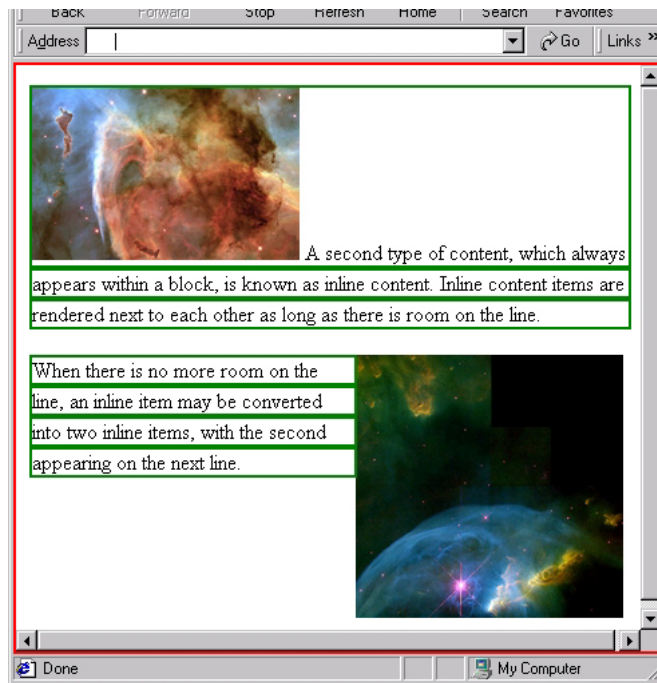 Back Forward Stop Refresh Home Search Favorites
Address Go Links »
A second type of content, which always
appears within a block, is known as inline content. Inline content items are
rendered next to each other as long as there is room on the line.
When there is no more room on the
line, an inline item may be converted
into two inline items, with the second
appearing on the next line.
Done My Computer